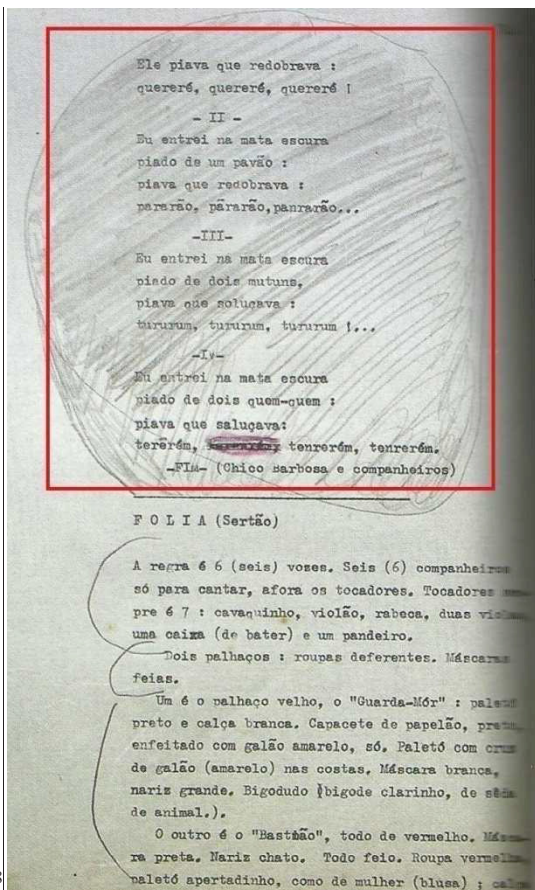 Ele piava que redobrava :
quereré, quereré, quereré !
- II -
Eu entrei na mata escura
piado de um pavão :
piava que redobrava :
pararão, pãrarão,panrarão...
-III-
Eu entrei na mata escura
piado de dois mutuns,
piava que soluçava :
tururum, tururum, tururum !...
-Iv-
Eu entrei na mata escura
piado de dois quem-quem :
piava que saluçava:
terêrém, tenrerém, tenrerém.
-FIm- (Chico Barbosa e companheiros)
F O L I A (Sertão)
A regra é 6 (seis) vozes. Seis (6) companheiros
só para cantar, afora os tocadores. Tocadores
pre é 7 : cavaquinho, violão, rabeca, duas
uma caixa (de bater) e um pandeiro.
Dois palhaços : roupas deferentes. Máscaras
feias.
Um é o palhaço velho, o "Guarda-Mór" : paletó
preto e calça branca. Capacete de papelão,
enfeitado com galão amarelo, só. Paletó com cruz
de galão (amarelo) nas costas. Máscara branca,
nariz grande. Bigodudo (bigode clarinho, de sêda
de animal.).
O outro é o "Bastião", todo de vermelho.
ra preta. Nariz chato. Todo feio. Roupa vermelha
paletó apertadinho, como de mulher (blusa) :